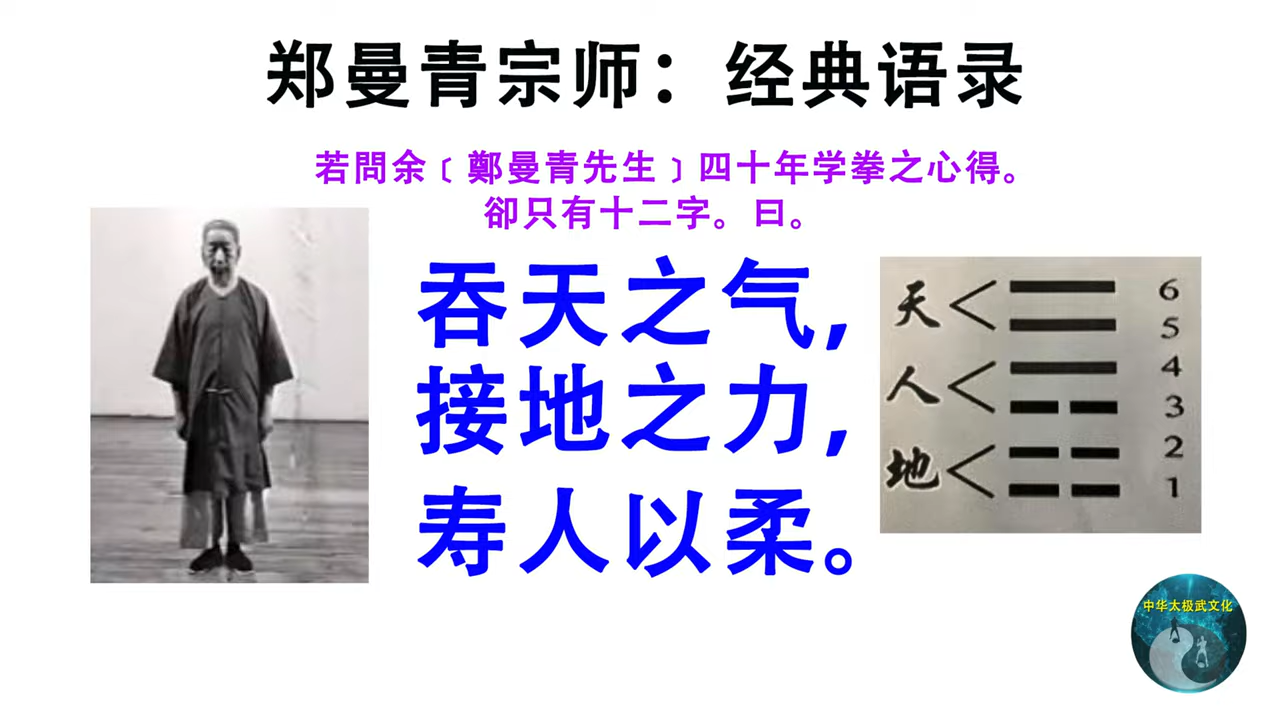 郑曼青宗师：经典语录
若問余﹝鄭曼青先生﹞四十年学拳之心得。
卻只有十二字。曰。
吞天之气，
接地之力，
寿人以柔。
天 6
5
人 4
3
2
地 1
中华太极武文化